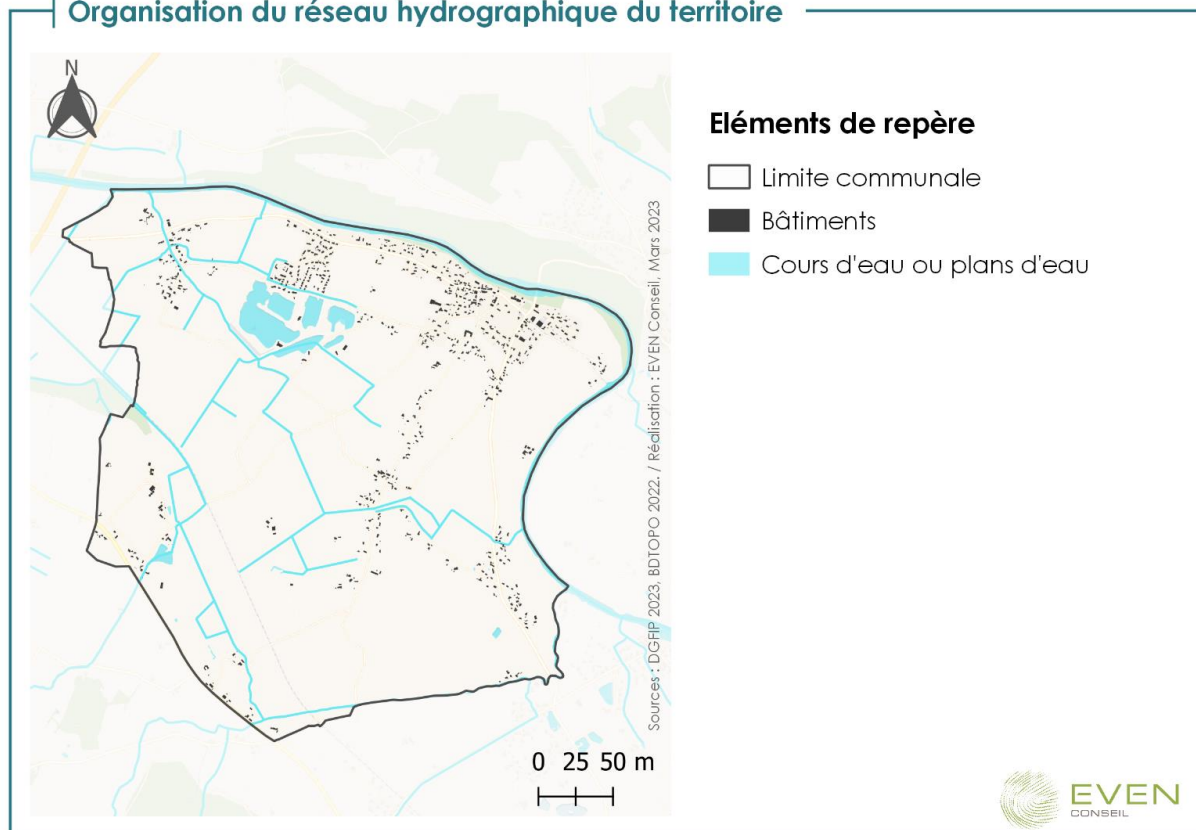 Organisation du réseau hydrographique du territoire
N
Eléments de repère
Limite communale
Bâtiments
Cours d'eau ou plans d'eau
Sources : DGFIP 2023, BDTOPO 2022. / Réalisation : EVEN Conseil, Mars 2023
0 25 50 m
EVEN
CONSEIL